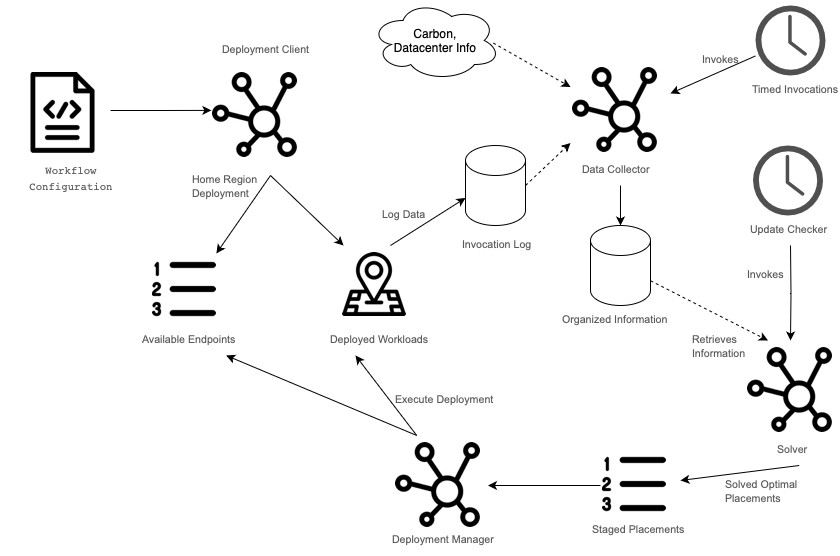 Deployment Client
Carbon,
Datacenter Info
Invokes
Timed Invocations
</>
Workflow
Configuration
Home Region
Deployment
Data Collector
Log Data
Invocation Log
Update Checker
Invokes
1
2
3
Available Endpoints
Deployed Workloads
Organized Information
Retrieves
Information
Execute Deployment
Solver
1
2
3
Solved Optimal
Placements
Staged Placements
Deployment Manager